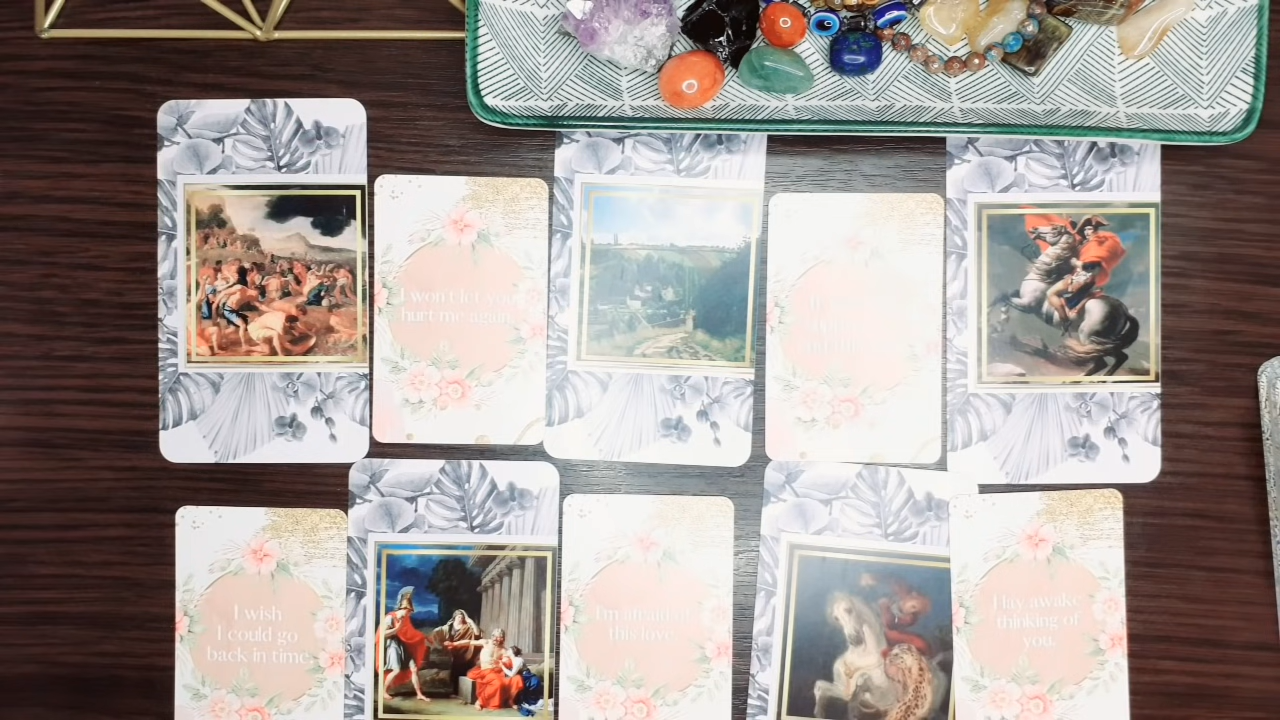 I won't let you
hurt me again.
I wish
I could go
back in time.
I'm afraid of
this love.
I lay awake
thinking of
you.